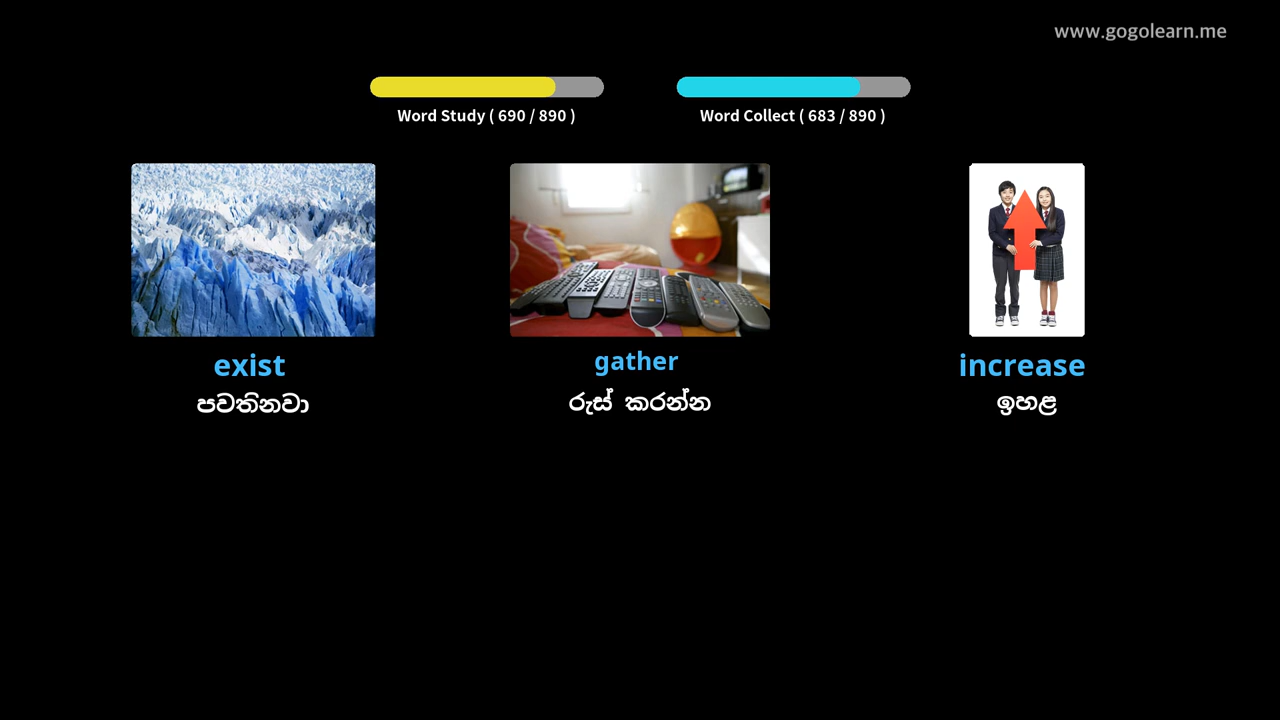 www.gogolearn.me
Word Study ( 690 / 890 )
Word Collect ( 683 / 890 )
exist
පවතිනවා
gather
රුස් කරන්න
increase
ඉහළ